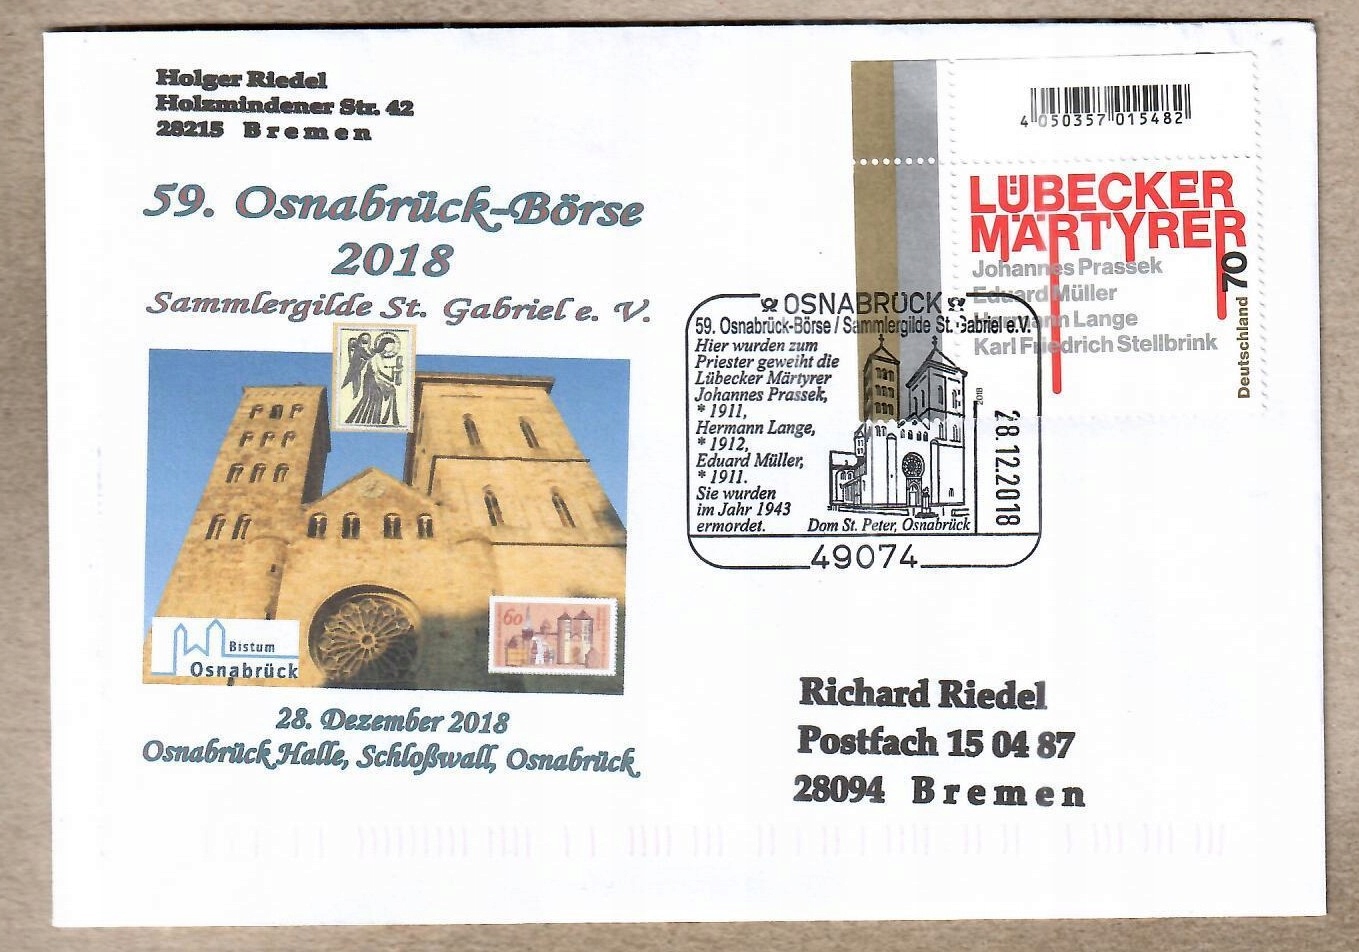 Holger Riedel
Holzmindener Str. 42
28215 Bremen
59. Osnabrück-Börse
2018
Sammlergilde St. Gabriel e. V.
60
Bistum
Osnabrück
28. Dezember 2018
Osnabrück Halle, Schloßwall, Osnabrück
4 050357 015482
LÜBECKER
MÄRTYRER
Johannes Prassek
Eduard Müller
Hermann Lange
Karl Friedrich Stellbrink
Deutschland 70
2018
OSNABRÜCK
59. Osnabrück-Börse / Sammlergilde St. Gabriel e.V.
Hier wurden zum
Priester geweiht die
Lübecker Märtyrer
Johannes Prassek,
* 1911,
Hermann Lange,
* 1912,
Eduard Müller,
* 1911.
Sie wurden
im Jahr 1943
ermordet.
Dom St. Peter, Osnabrück
28.12.2018
49074
Richard Riedel
Postfach 15 04 87
28094 Bremen